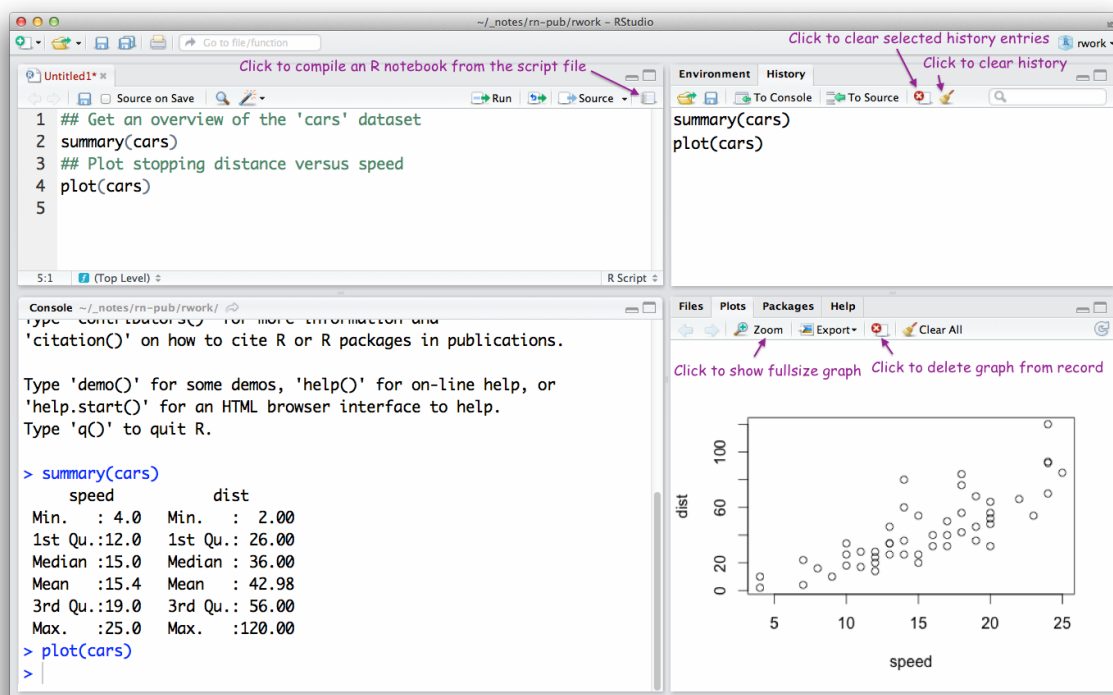 ~/_notes/rn-pub/rwork – RStudio
Go to file/function
rwork
Click to compile an R notebook from the script file
Click to clear selected history entries
Click to clear history
Untitled1*
Source on Save
Run
Source
1 ## Get an overview of the 'cars' dataset
2 summary(cars)
3 ## Plot stopping distance versus speed
4 plot(cars)
5
5:1 (Top Level) R Script
Environment History
To Console To Source
summary(cars)
plot(cars)
Console ~/_notes/rn-pub/rwork/
Type 'contributors()' for more information and
'citation()' on how to cite R or R packages in publications.
Type 'demo()' for some demos, 'help()' for on-line help, or
'help.start()' for an HTML browser interface to help.
Type 'q()' to quit R.
> summary(cars)
speed dist
Min. : 4.0 Min. : 2.00
1st Qu.:12.0 1st Qu.: 26.00
Median :15.0 Median : 36.00
Mean :15.4 Mean : 42.98
3rd Qu.:19.0 3rd Qu.: 56.00
Max. :25.0 Max. :120.00
> plot(cars)
>
Files Plots Packages Help
Zoom Export Clear All
Click to show fullsize graph
Click to delete graph from record
dist
100
60
20
0
5 10 15 20 25
speed